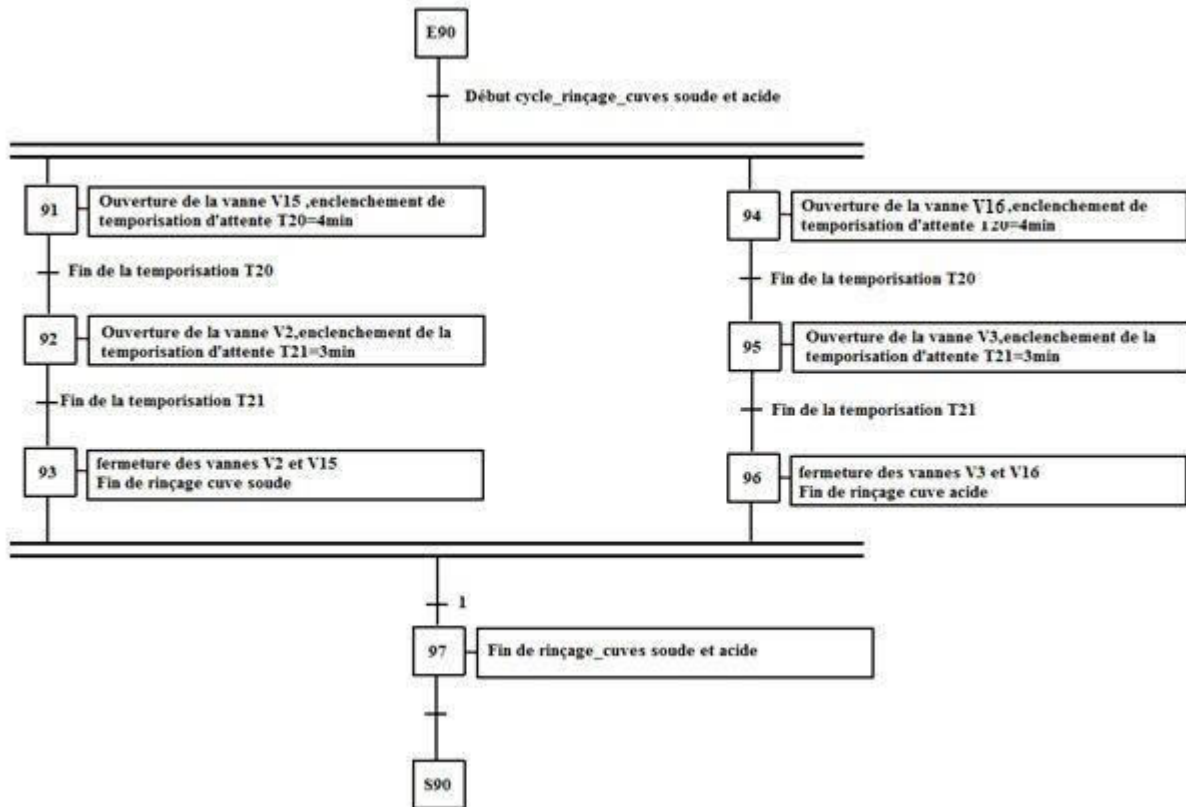 E90
Début cycle_rinçage_cuves soude et acide
91
Ouverture de la vanne V15 ,enclenchement de
temporisation d'attente T20=4min
Fin de la temporisation T20
92
Ouverture de la vanne V2,enclenchement de la
temporisation d'attente T21=3min
Fin de la temporisation T21
93
fermeture des vannes V2 et V15
Fin de rinçage cuve soude
94
Ouverture de la vanne V16,enclenchement de
temporisation d'attente T20=4min
Fin de la temporisation T20
95
Ouverture de la vanne V3,enclenchement de la
temporisation d'attente T21=3min
Fin de la temporisation T21
96
fermeture des vannes V3 et V16
Fin de rinçage cuve acide
1
97
Fin de rinçage_cuves soude et acide
S90